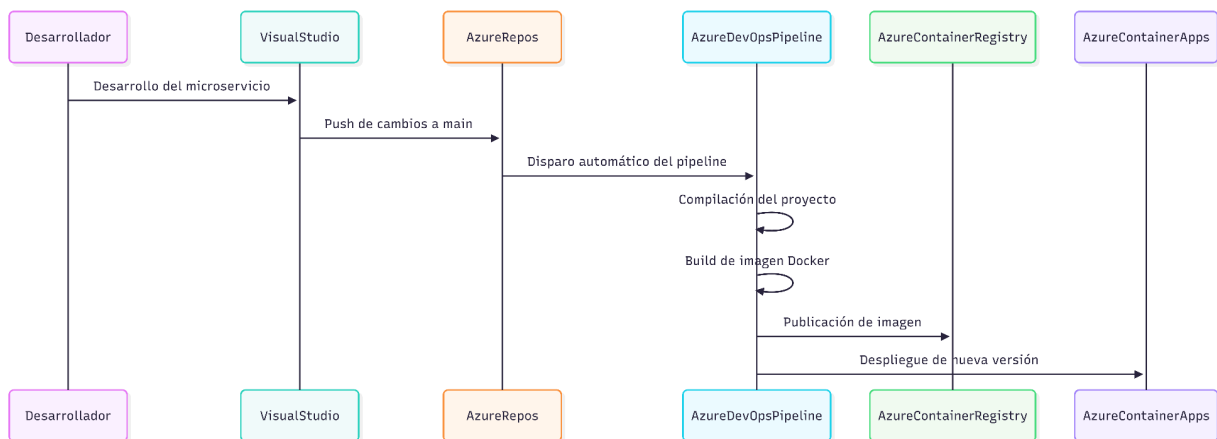 Desarrollador
VisualStudio
AzureRepos
AzureDevOpsPipeline
AzureContainerRegistry
AzureContainerApps
Desarrollo del microservicio
Push de cambios a main
Disparo automático del pipeline
Compilación del proyecto
Build de imagen Docker
Publicación de imagen
Despliegue de nueva versión
Desarrollador
VisualStudio
AzureRepos
AzureDevOpsPipeline
AzureContainerRegistry
AzureContainerApps